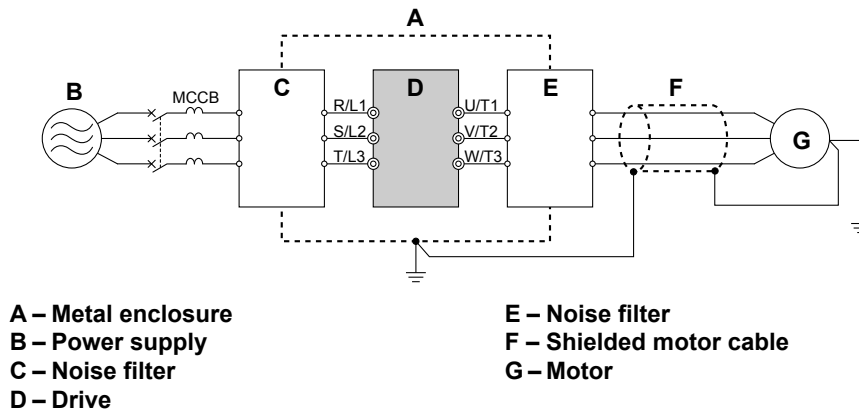 A
B
MCCB
C
R/L1
S/L2
T/L3
D
U/T1
V/T2
W/T3
E
F
G
A – Metal enclosure
B – Power supply
C – Noise filter
D – Drive
E – Noise filter
F – Shielded motor cable
G – Motor